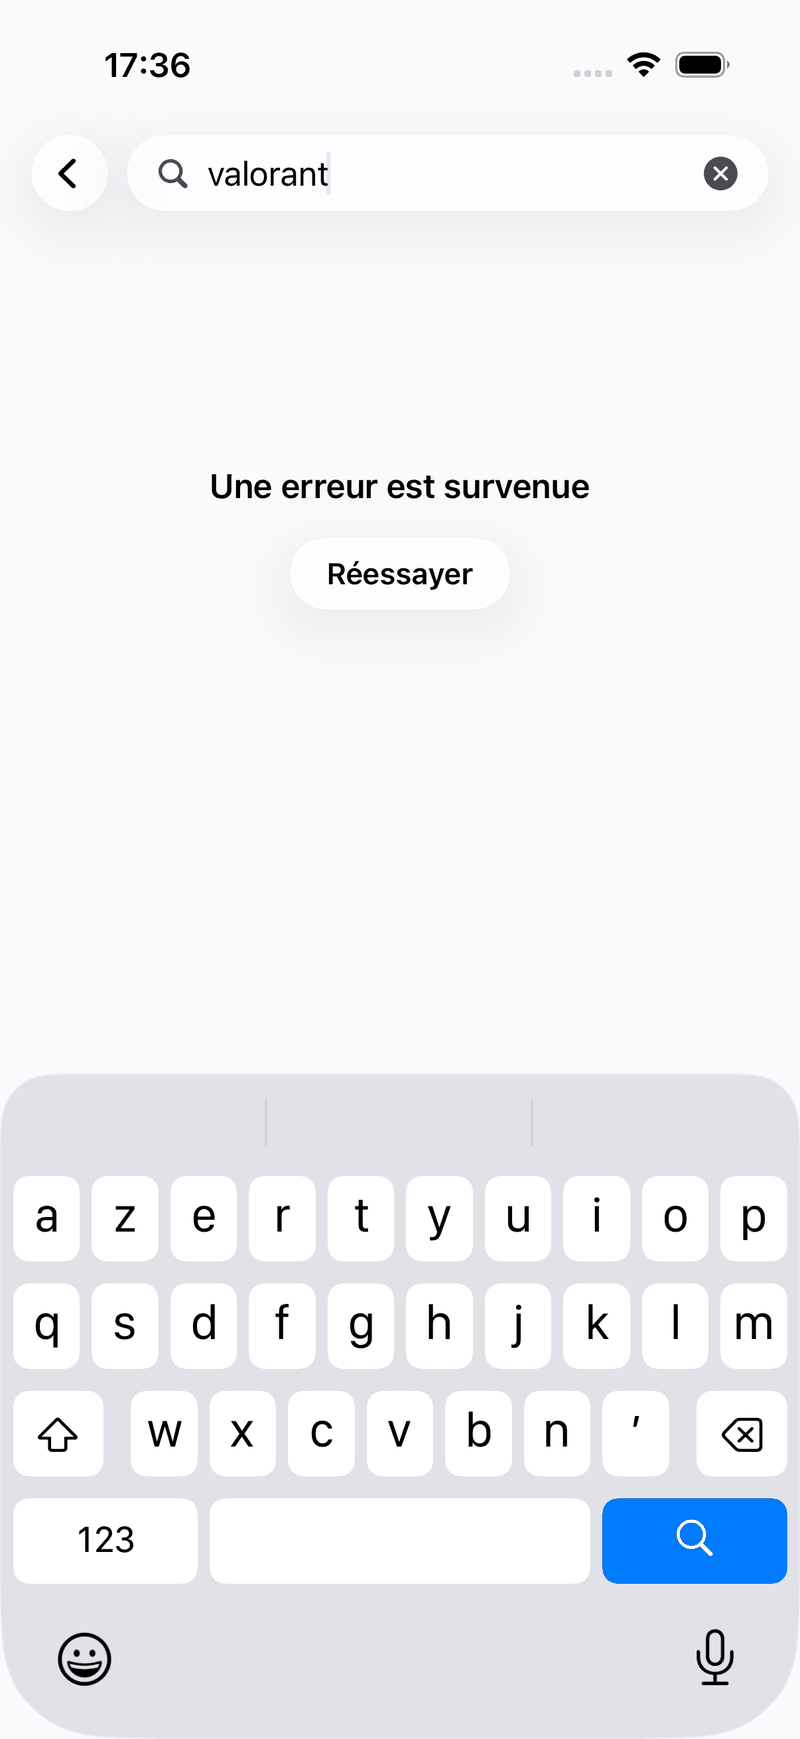 17:36
valorant
Une erreur est survenue
Réessayer
a z e r t y u i o p
q s d f g h j k l m
w x c v b n ′
123